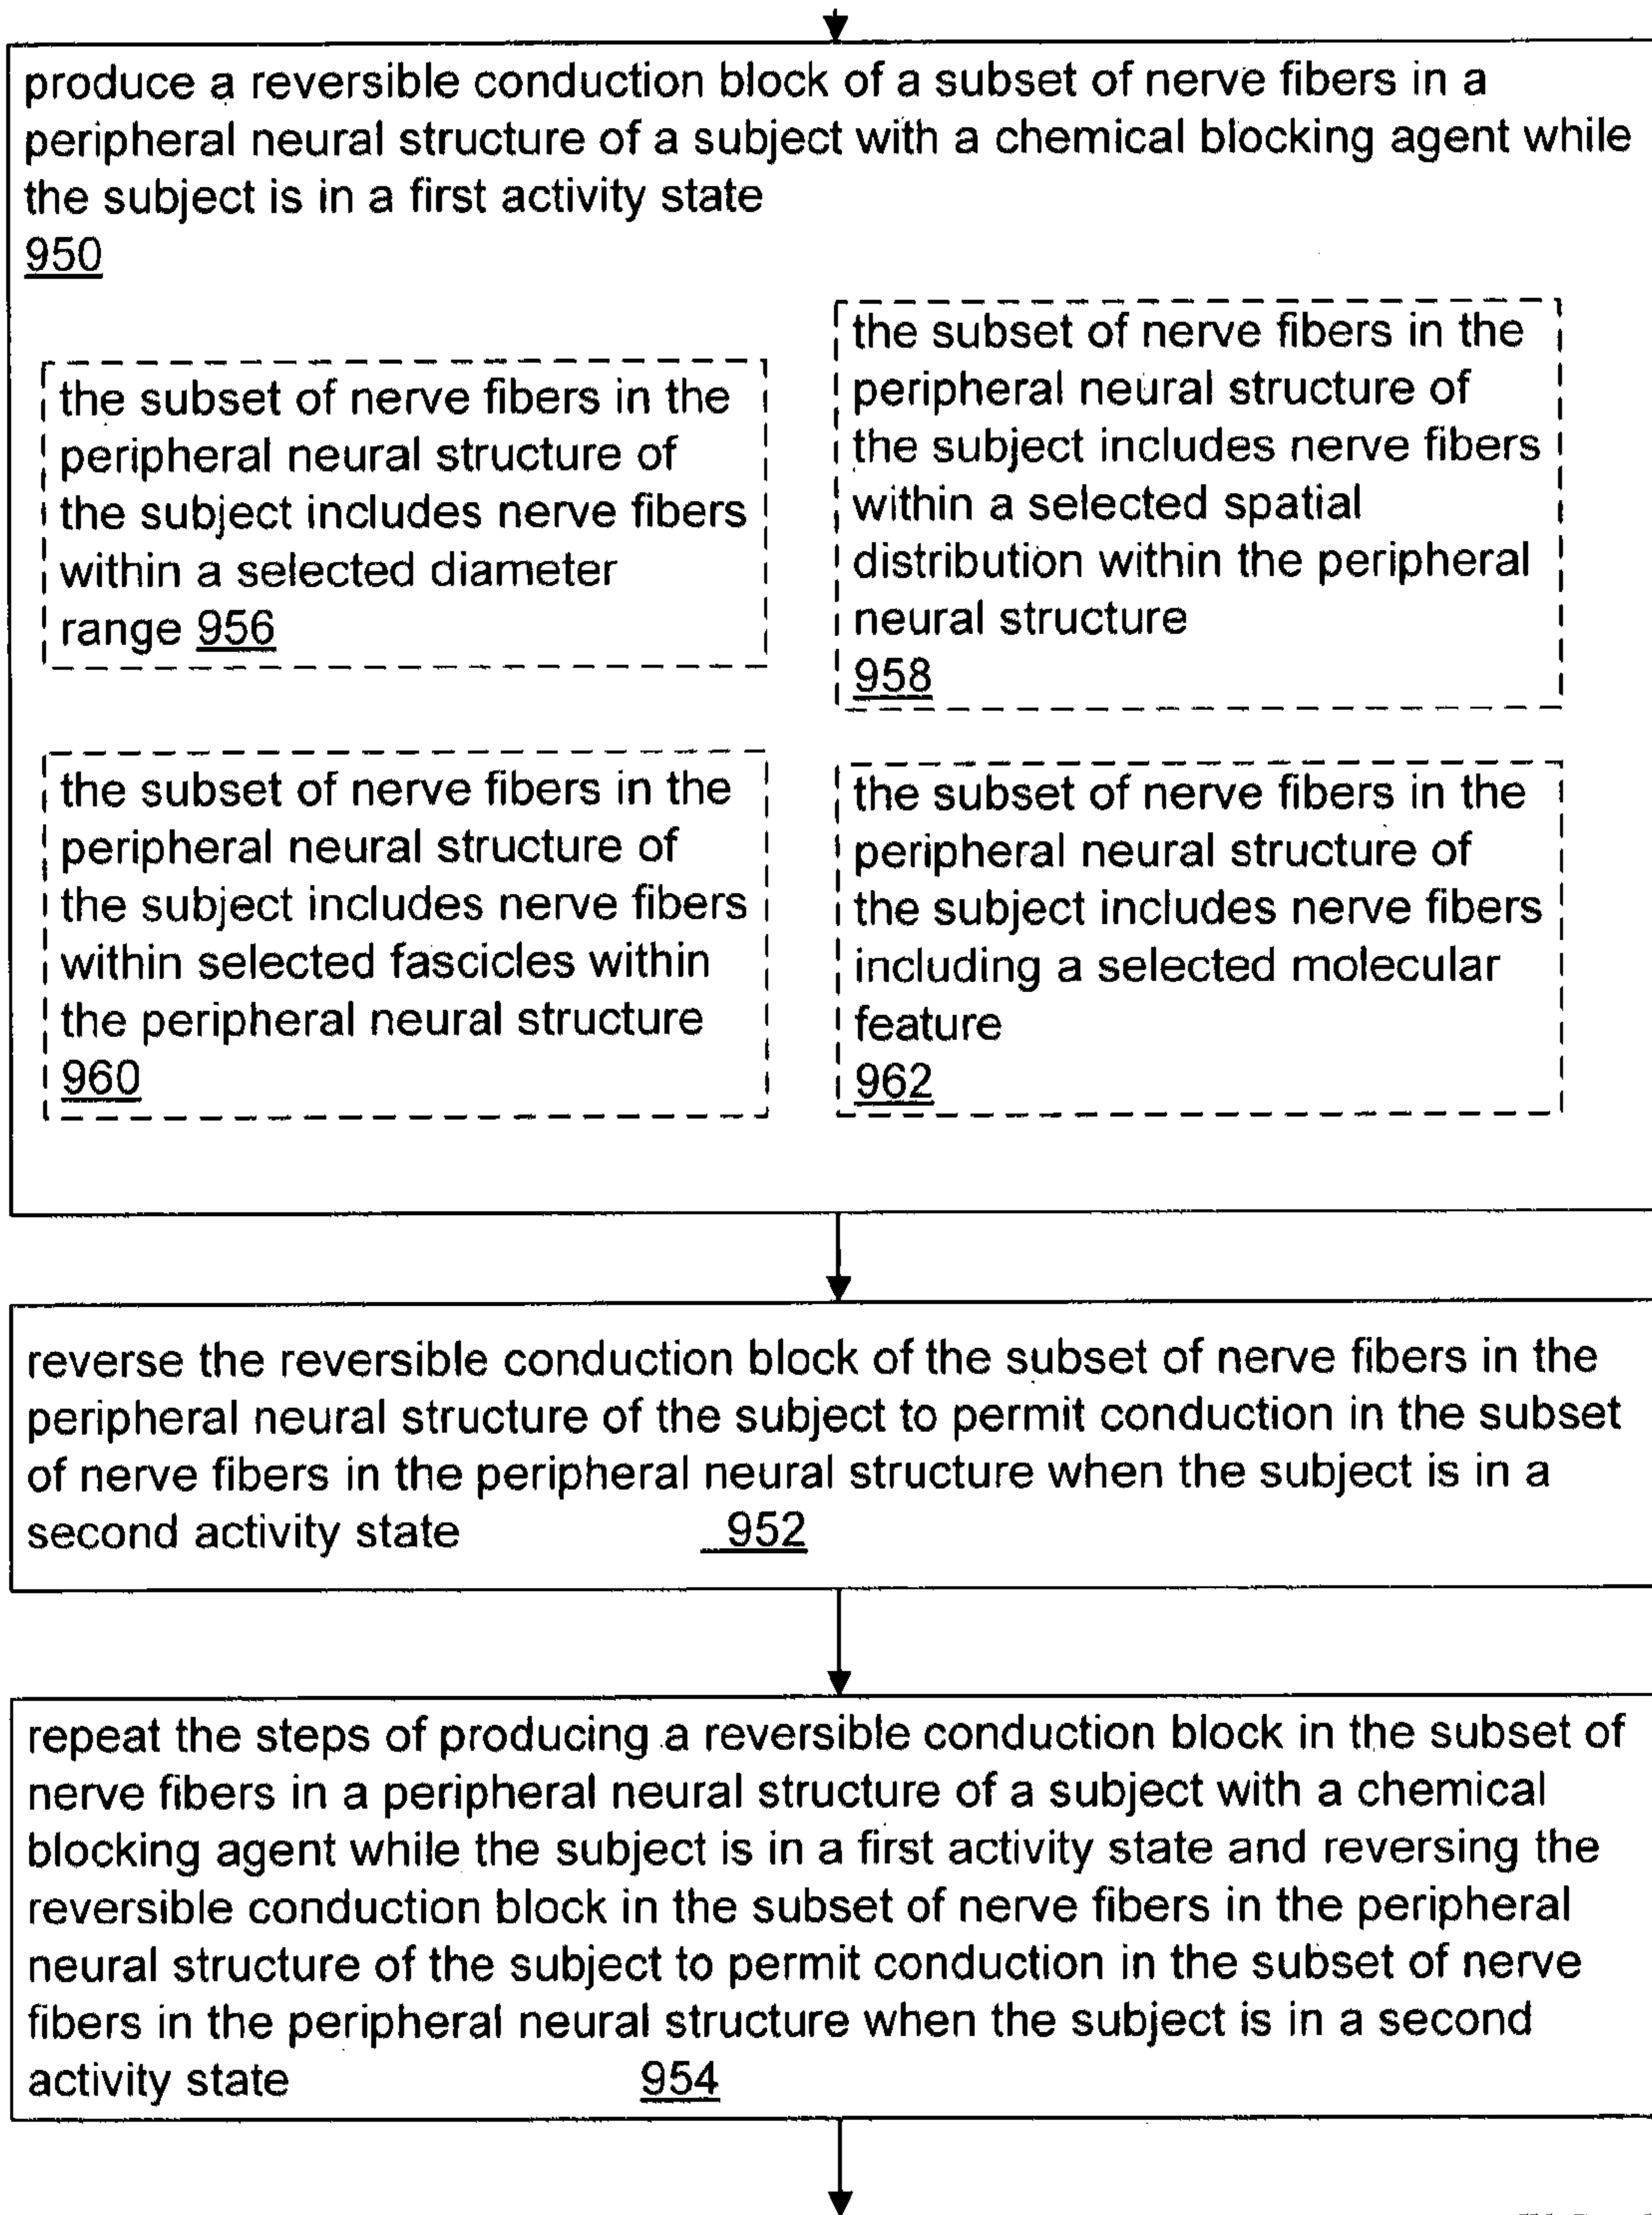 produce a reversible conduction block of a subset of nerve fibers in a
peripheral neural structure of a subject with a chemical blocking agent while
the subject is in a first activity state
950
the subset of nerve fibers in the
peripheral neural structure of
the subject includes nerve fibers
within a selected diameter
range 956
the subset of nerve fibers in the
peripheral neural structure of
the subject includes nerve fibers
within a selected spatial
distribution within the peripheral
neural structure
958
the subset of nerve fibers in the
peripheral neural structure of
the subject includes nerve fibers
within selected fascicles within
the peripheral neural structure
960
the subset of nerve fibers in the
peripheral neural structure of
the subject includes nerve fibers
including a selected molecular
feature
962
reverse the reversible conduction block of the subset of nerve fibers in the
peripheral neural structure of the subject to permit conduction in the subset
of nerve fibers in the peripheral neural structure when the subject is in a
second activity state 952
repeat the steps of producing a reversible conduction block in the subset of
nerve fibers in a peripheral neural structure of a subject with a chemical
blocking agent while the subject is in a first activity state and reversing the
reversible conduction block in the subset of nerve fibers in the peripheral
neural structure of the subject to permit conduction in the subset of nerve
fibers in the peripheral neural structure when the subject is in a second
activity state 954